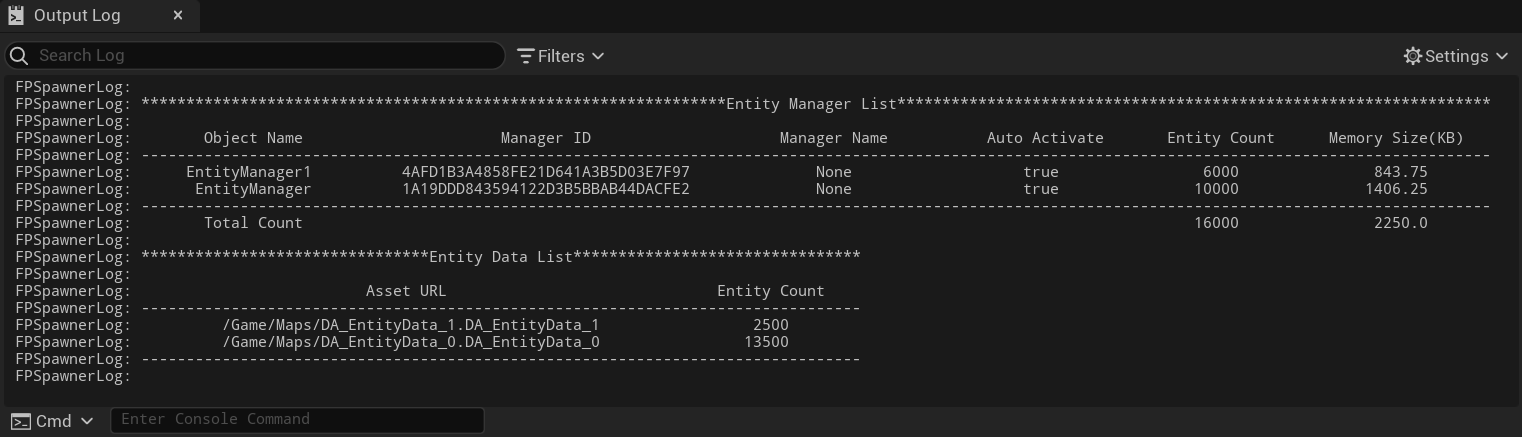 Output Log ×
Search Log Filters Settings
FPSpawnerLog:
FPSpawnerLog: *****************************************************************Entity Manager List******************************************************************
FPSpawnerLog:
FPSpawnerLog: Object Name Manager ID Manager Name Auto Activate Entity Count Memory Size(KB)
FPSpawnerLog: ------------------------------------------------------------------------------------------------------------------------------------------------------
FPSpawnerLog: EntityManager1 4AFD1B3A4858FE21D641A3B5D03E7F97 None true 6000 843.75
FPSpawnerLog: EntityManager 1A19DDD843594122D3B5BBAB44DACFE2 None true 10000 1406.25
FPSpawnerLog: ------------------------------------------------------------------------------------------------------------------------------------------------------
FPSpawnerLog: Total Count 16000 2250.0
FPSpawnerLog:
FPSpawnerLog: ********************************Entity Data List********************************
FPSpawnerLog:
FPSpawnerLog: Asset URL Entity Count
FPSpawnerLog: --------------------------------------------------------------------------------
FPSpawnerLog: /Game/Maps/DA_EntityData_1.DA_EntityData_1 2500
FPSpawnerLog: /Game/Maps/DA_EntityData_0.DA_EntityData_0 13500
FPSpawnerLog: --------------------------------------------------------------------------------
FPSpawnerLog:
Cmd Enter Console Command